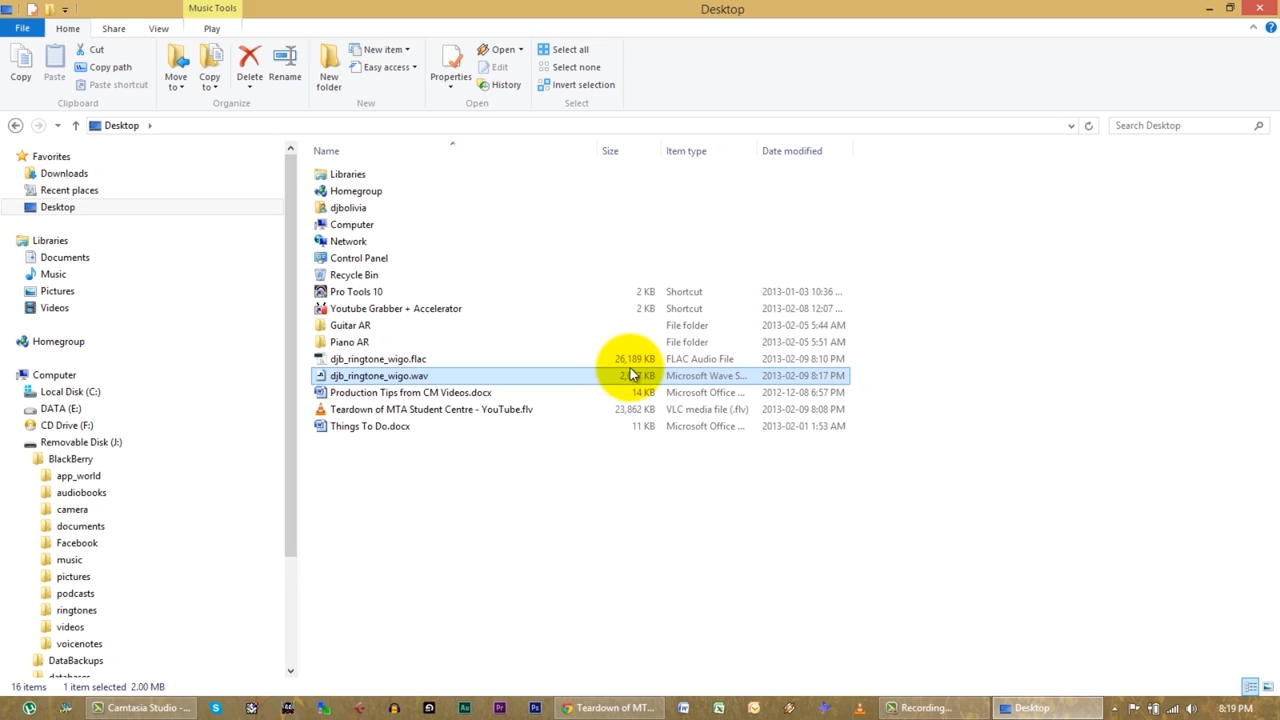 Music Tools
Desktop
File Home Share View Play
Copy
Paste
Cut
Copy path
Paste shortcut
Clipboard
Move to
Copy to
Delete
Rename
Organize
New folder
New item
Easy access
New
Properties
Open
Edit
History
Open
Select all
Select none
Invert selection
Select
Desktop
Search Desktop
Favorites
Downloads
Recent places
Desktop
Libraries
Documents
Music
Pictures
Videos
Homegroup
Computer
Local Disk (C:)
DATA (E:)
CD Drive (F:)
Removable Disk (J:)
BlackBerry
app_world
audiobooks
camera
documents
Facebook
music
pictures
podcasts
ringtones
videos
voicenotes
DataBackups
databases
Name Size Item type Date modified
Libraries
Homegroup
djbolivia
Computer
Network
Control Panel
Recycle Bin
Pro Tools 10 2 KB Shortcut 2013-01-03 10:36 ...
Youtube Grabber + Accelerator 2 KB Shortcut 2013-02-08 12:07 ...
Guitar AR File folder 2013-02-05 5:44 AM
Piano AR File folder 2013-02-05 5:51 AM
djb_ringtone_wigo.flac 26,189 KB FLAC Audio File 2013-02-09 8:10 PM
djb_ringtone_wigo.wav KB Microsoft Wave S... 2013-02-09 8:17 PM
Production Tips from CM Videos.docx 14 KB Microsoft Office ... 2012-12-08 6:57 PM
Teardown of MTA Student Centre - YouTube.flv 23,862 KB VLC media file (.flv) 2013-02-09 8:08 PM
Things To Do.docx 11 KB Microsoft Office ... 2013-02-01 1:53 AM
16 items 1 item selected 2.00 MB
Camtasia Studio -... Au Pr Ps Teardown of MT... Recording... Desktop 8:19 PM